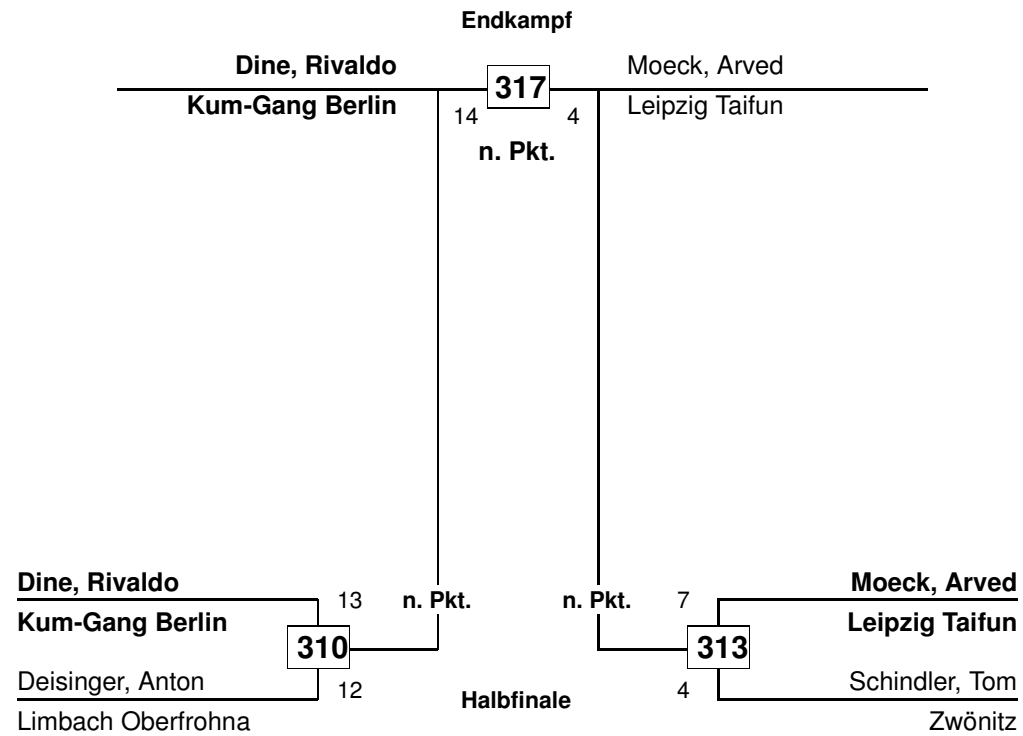 Endkampf
Dine, Rivaldo
317
Moeck, Arved
Kum-Gang Berlin
14
4
Leipzig Taifun
n. Pkt.
Dine, Rivaldo
13
n. Pkt.
n. Pkt.
7
Moeck, Arved
Kum-Gang Berlin
Leipzig Taifun
310
313
Deisinger, Anton
12
Halbfinale
4
Schindler, Tom
Limbach Oberfrohna
Zwönitz